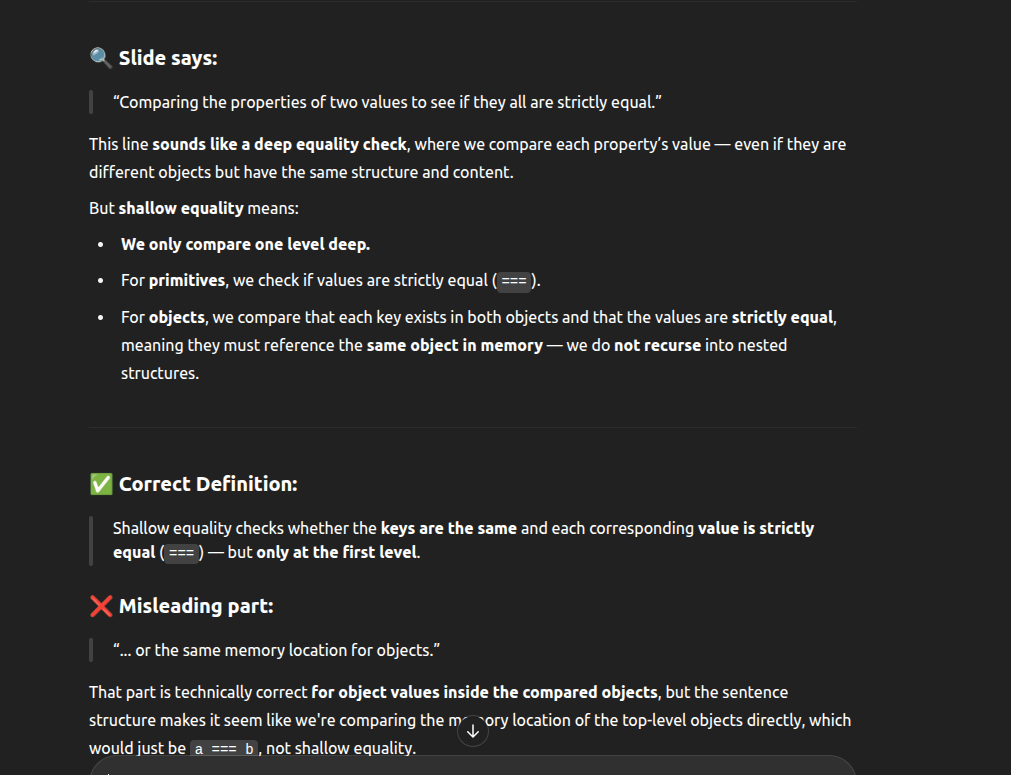 🔍 Slide says:
“Comparing the properties of two values to see if they all are strictly equal.”
This line sounds like a deep equality check, where we compare each property’s value — even if they are
different objects but have the same structure and content.
But shallow equality means:
• We only compare one level deep.
• For primitives, we check if values are strictly equal (===).
• For objects, we compare that each key exists in both objects and that the values are strictly equal,
meaning they must reference the same object in memory — we do not recurse into nested
structures.
✅ Correct Definition:
Shallow equality checks whether the keys are the same and each corresponding value is strictly
equal (===) — but only at the first level.
❌ Misleading part:
“… or the same memory location for objects.”
That part is technically correct for object values inside the compared objects, but the sentence
structure makes it seem like we're comparing the memory location of the top-level objects directly, which
would just be a === b, not shallow equality.